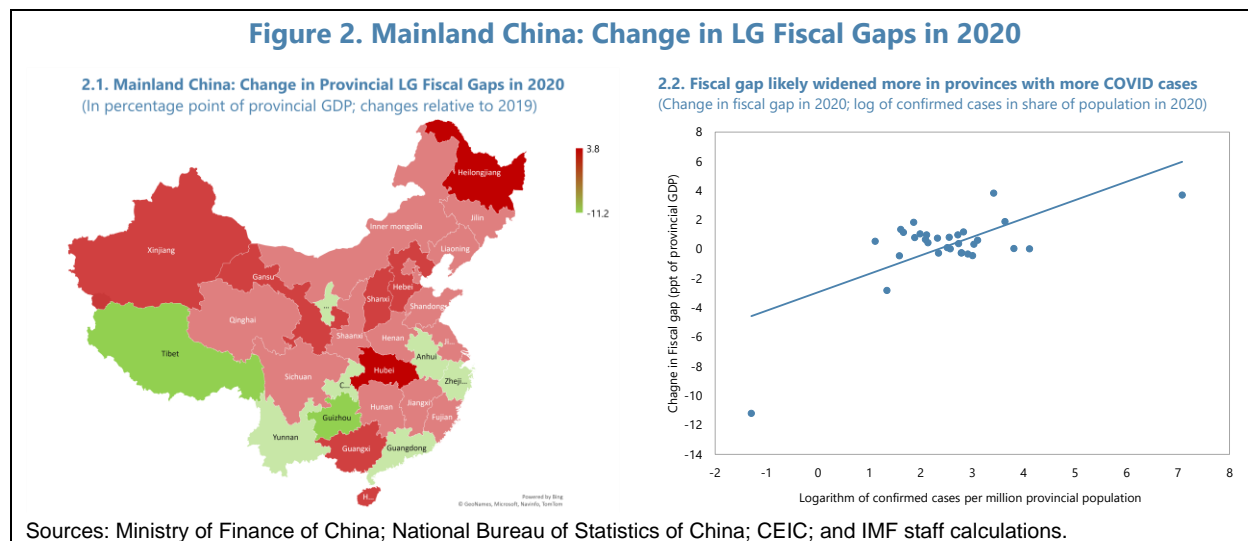 Figure 2. Mainland China: Change in LG Fiscal Gaps in 2020
2.1. Mainland China: Change in Provincial LG Fiscal Gaps in 2020
(In percentage point of provincial GDP; changes relative to 2019)
3.8
-11.2
Heilongjiang
Jilin
Inner mongolia
Liaoning
Xinjiang
Gansu
Hebei
Shanxi
...
Shandong
Qinghai
Shaanxi
Henan
Ji...
Tibet
Anhui
Sichuan
Hubei
C...
Zheji...
Hunan
Jiangxi
Guizhou
Fujian
Yunnan
Guangxi
Guangdong
H...
Powered by Bing
© GeoNames, Microsoft, Navinfo, TomTom
2.2. Fiscal gap likely widened more in provinces with more COVID cases
(Change in fiscal gap in 2020; log of confirmed cases in share of population in 2020)
Chagne in Fiscal gap (ppt of provincial GDP)
8
6
4
2
0
-2
-4
-6
-8
-10
-12
-14
-2 -1 0 1 2 3 4 5 6 7 8
Logarithm of confirmed cases per million provincial population
Sources: Ministry of Finance of China; National Bureau of Statistics of China; CEIC; and IMF staff calculations.